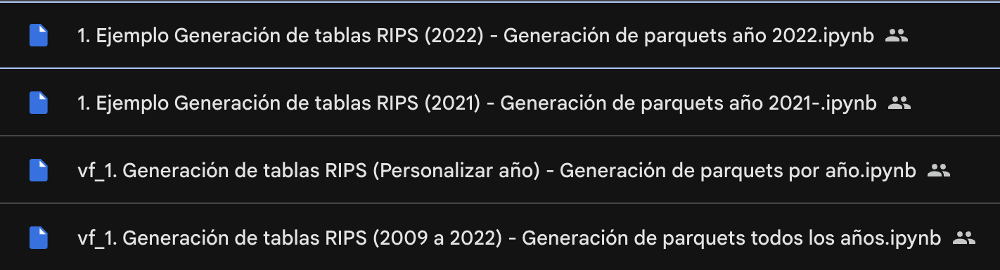 1. Ejemplo Generación de tablas RIPS (2022) - Generación de parquets año 2022.ipynb
1. Ejemplo Generación de tablas RIPS (2021) - Generación de parquets año 2021-.ipynb
vf_1. Generación de tablas RIPS (Personalizar año) - Generación de parquets por año.ipynb
vf_1. Generación de tablas RIPS (2009 a 2022) - Generación de parquets todos los años.ipynb